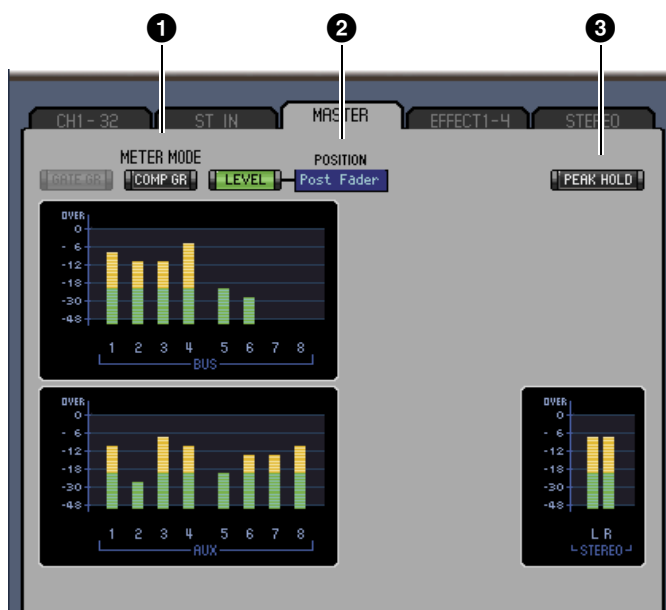 1 2 3
CH1-32 ST IN MASTER EFFECT1-4 STEREO
METER MODE POSITION
GATE GR COMP GR LEVEL Post Fader PEAK HOLD
OVER
0
- 6
-12
-18
-30
-48
1 2 3 4 5 6 7 8
BUS
OVER
0
- 6
-12
-18
-30
-48
1 2 3 4 5 6 7 8
AUX
OVER
0
- 6
-12
-18
-30
-48
L R
STEREO